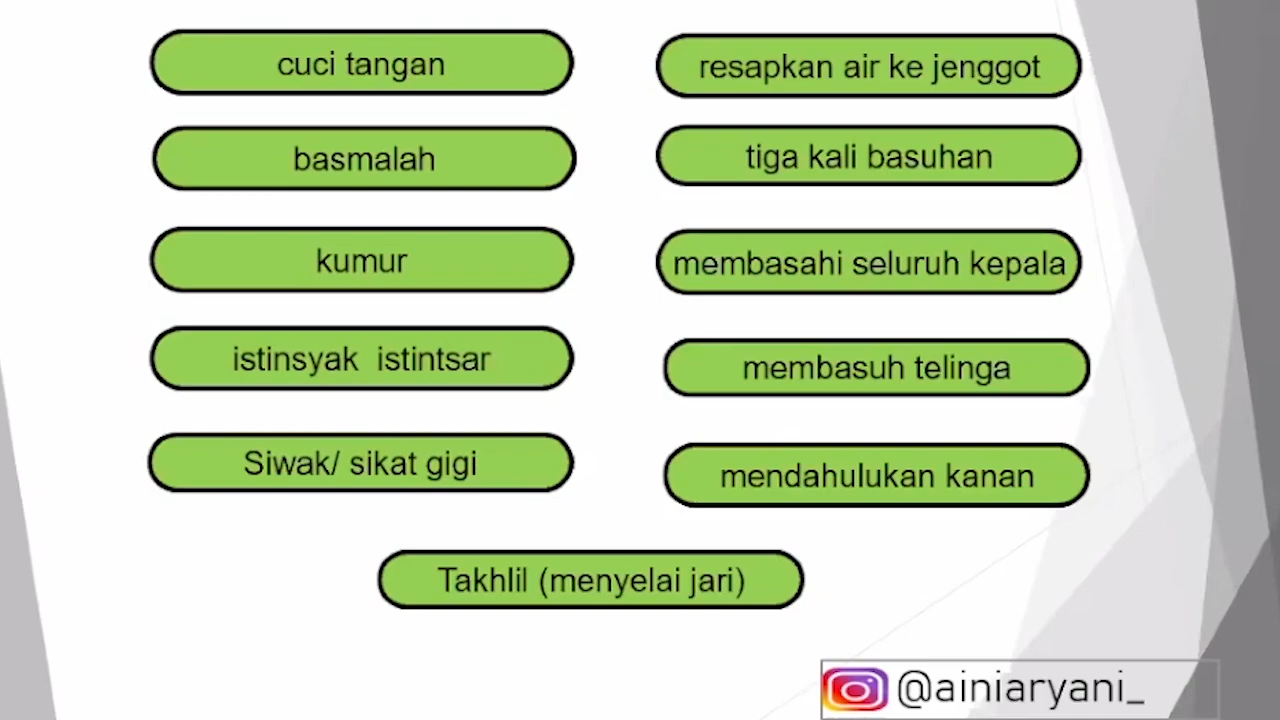 cuci tangan
basmalah
kumur
istinsyak istintsar
Siwak/ sikat gigi
resapkan air ke jenggot
tiga kali basuhan
membasahi seluruh kepala
membasuh telinga
mendahulukan kanan
Takhlil (menyelai jari)
@ainiaryani_